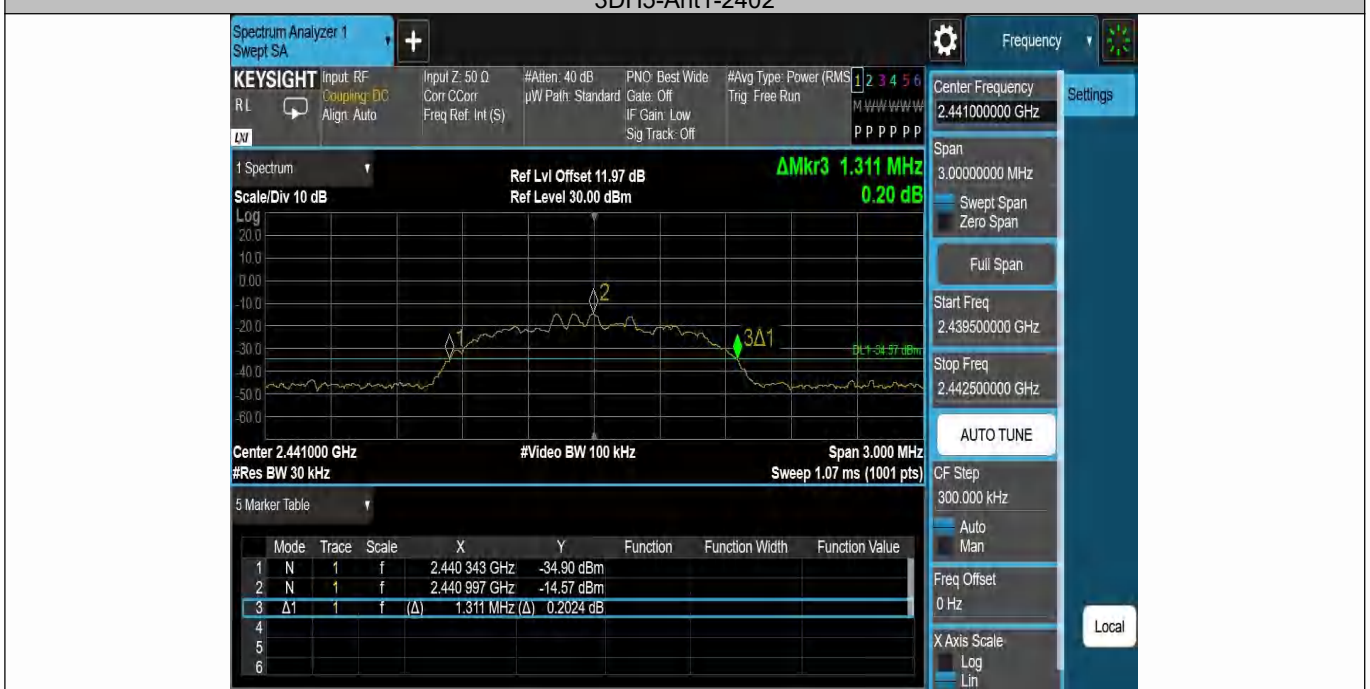 3DH5-Ant1-2402
Spectrum Analyzer 1
Swept SA
+
Frequency
KEYSIGHT
RL
LXI
Input: RF
Coupling: DC
Align: Auto
Input Z: 50 Ω
Corr CCorr
Freq Ref: Int (S)
#Atten: 40 dB
µW Path: Standard
PNO: Best Wide
Gate: Off
IF Gain: Low
Sig Track: Off
#Avg Type: Power (RMS
Trig: Free Run
1 2 3 4 5 6
M W W W W W
P P P P P P
1 Spectrum
Scale/Div 10 dB
Ref Lvl Offset 11.97 dB
Ref Level 30.00 dBm
ΔMkr3 1.311 MHz
0.20 dB
Log
20.0
10.0
0.00
-10.0
-20.0
-30.0
-40.0
-50.0
-60.0
1
2
3Δ1
DL1 -34.57 dBm
Center 2.441000 GHz
#Video BW 100 kHz
Span 3.000 MHz
#Res BW 30 kHz
Sweep 1.07 ms (1001 pts)
5 Marker Table
Mode Trace Scale X Y Function Function Width Function Value
1 N 1 f 2.440 343 GHz -34.90 dBm
2 N 1 f 2.440 997 GHz -14.57 dBm
3 Δ1 1 f (Δ) 1.311 MHz (Δ) 0.2024 dB
4
5
6
Center Frequency
2.441000000 GHz
Settings
Span
3.00000000 MHz
Swept Span
Zero Span
Full Span
Start Freq
2.439500000 GHz
Stop Freq
2.442500000 GHz
AUTO TUNE
CF Step
300.000 kHz
Auto
Man
Freq Offset
0 Hz
X Axis Scale
Log
Lin
Local